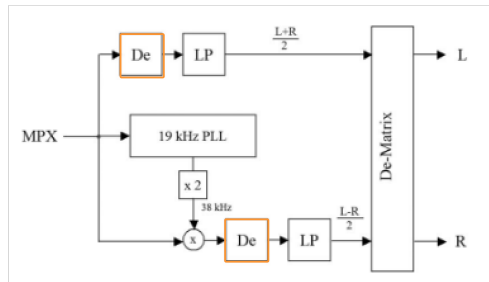 L+R
2
De
LP
L
MPX
19 kHz PLL
De-Matrix
x 2
38 kHz
L-R
2
x
De
LP
R